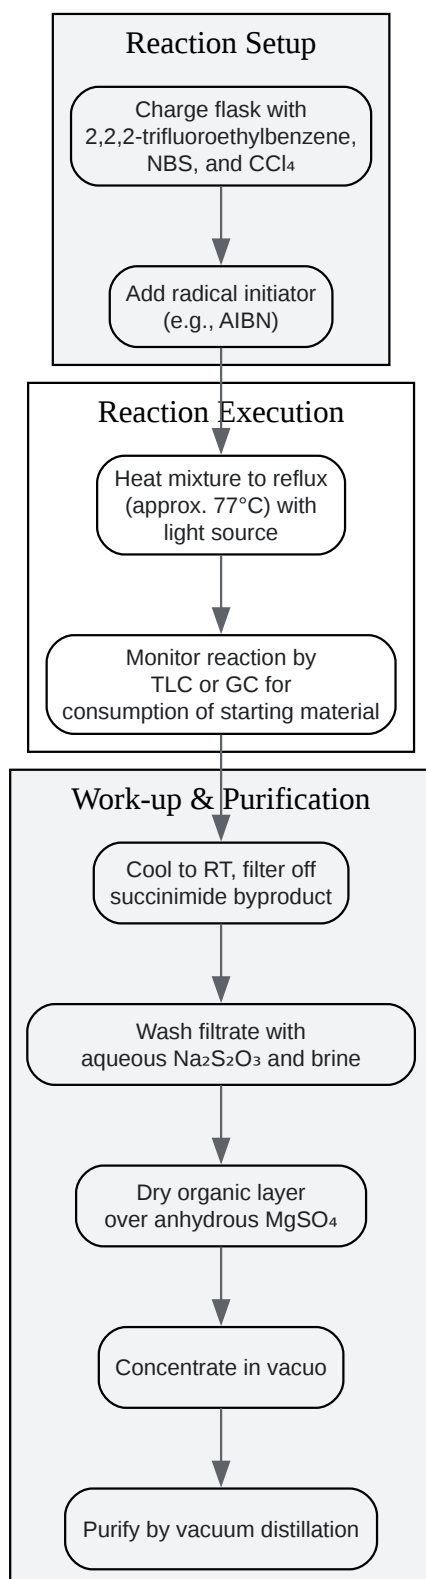 Reaction Setup
Charge flask with
2,2,2-trifluoroethylbenzene,
NBS, and CCl₄
Add radical initiator
(e.g., AIBN)
Reaction Execution
Heat mixture to reflux
(approx. 77°C) with
light source
Monitor reaction by
TLC or GC for
consumption of starting material
Work-up & Purification
Cool to RT, filter off
succinimide byproduct
Wash filtrate with
aqueous Na₂S₂O₃ and brine
Dry organic layer
over anhydrous MgSO₄
Concentrate in vacuo
Purify by vacuum distillation